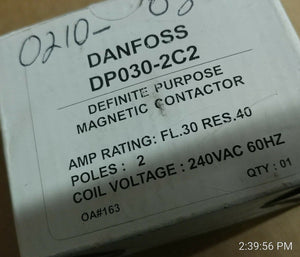 0210-
DANFOSS
DP030-2C2
DEFINITE PURPOSE
MAGNETIC CONTACTOR
AMP RATING: FL.30 RES.40
POLES : 2
COIL VOLTAGE : 240VAC 60HZ
OA#163
QTY : 01
2:39:56 PM